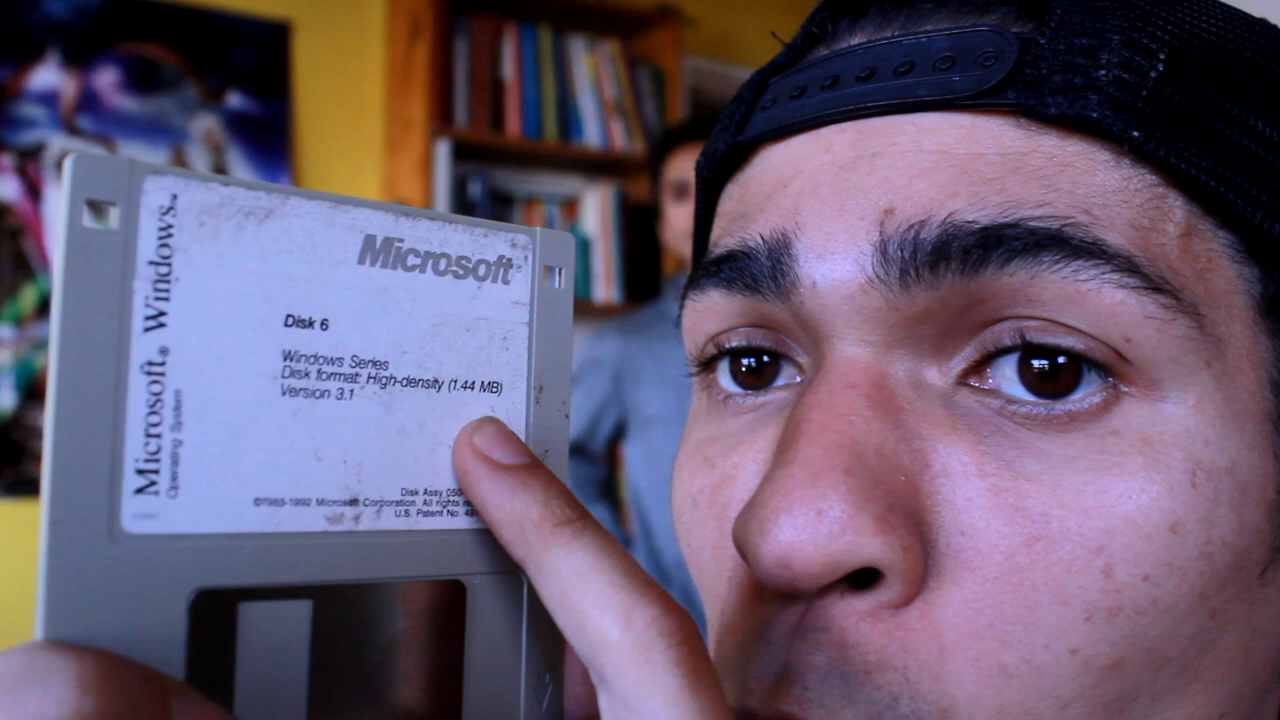 Microsoft® Windows™
Operating System
Microsoft®
Disk 6
Windows Series
Disk format: High-density (1.44 MB)
Version 3.1
Disk Assy 050
©1985-1992 Microsoft Corporation. All rights
U.S. Patent No.